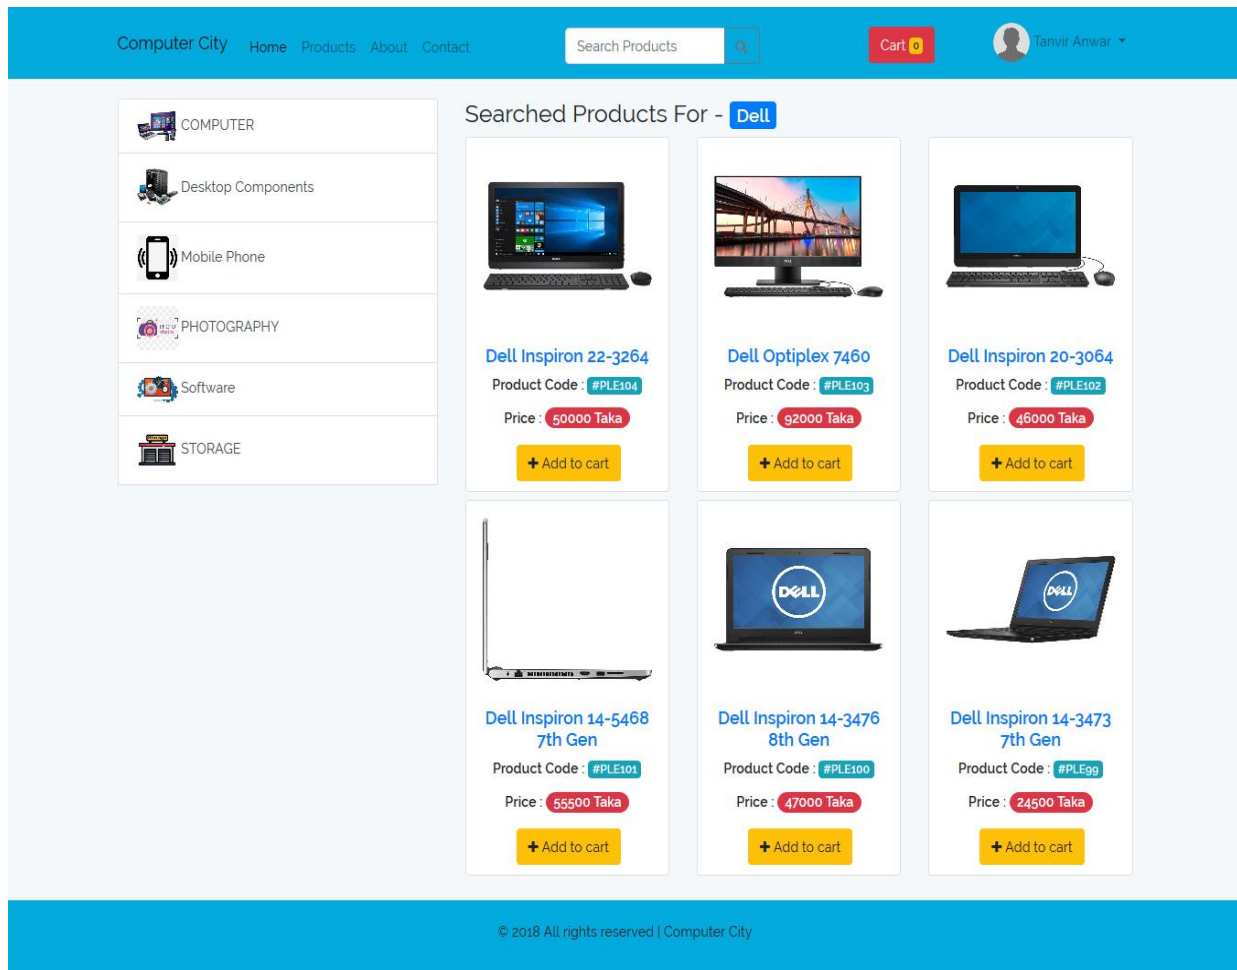 Computer City Home Products About Contact Search Products Cart 0 Tanvir Anwar
COMPUTER
Desktop Components
Mobile Phone
PHOTOGRAPHY
Software
STORAGE
Searched Products For - Dell
Dell Inspiron 22-3264
Product Code : #PLE104
Price : 50000 Taka
+ Add to cart
Dell Optiplex 7460
Product Code : #PLE103
Price : 92000 Taka
+ Add to cart
Dell Inspiron 20-3064
Product Code : #PLE102
Price : 46000 Taka
+ Add to cart
Dell Inspiron 14-5468
7th Gen
Product Code : #PLE101
Price : 55500 Taka
+ Add to cart
DELL
Dell Inspiron 14-3476
8th Gen
Product Code : #PLE100
Price : 47000 Taka
+ Add to cart
DELL
Dell Inspiron 14-3473
7th Gen
Product Code : #PLE99
Price : 24500 Taka
+ Add to cart
© 2018 All rights reserved | Computer City